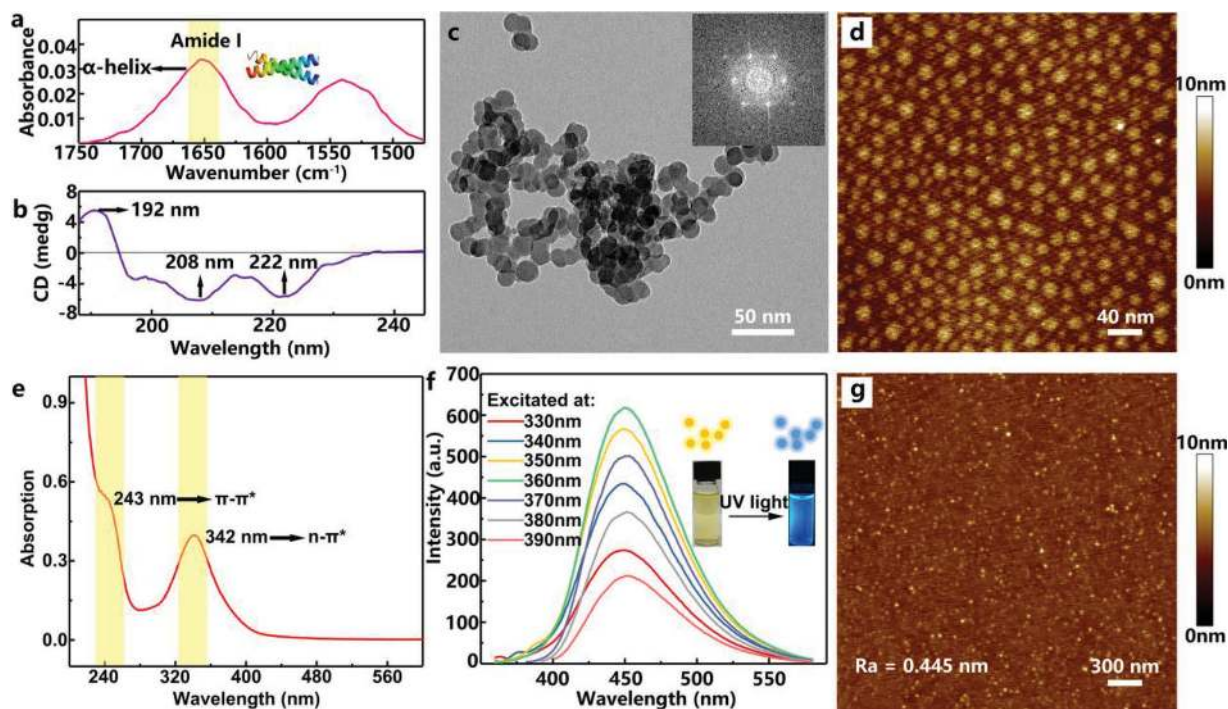 a
Amide I
α-helix
0.04
0.03
0.02
0.01
0.00
Absorbance
1750
1700
1650
1600
1550
1500
Wavenumber (cm⁻¹)
b
192 nm
208 nm
222 nm
8
4
0
-4
-8
CD (medg)
200
220
240
Wavelength (nm)
c
50 nm
d
40 nm
10nm
0nm
e
0.9
0.6
0.3
0.0
Absorption
243 nm
π-π*
342 nm
n-π*
240
320
400
480
560
Wavelength (nm)
f
700
600
500
400
300
200
100
0
Intensity (a.u.)
Excitated at:
330nm
340nm
350nm
360nm
370nm
380nm
390nm
UV light
400
450
500
550
Wavelength (nm)
g
Ra = 0.445 nm
300 nm
10nm
0nm